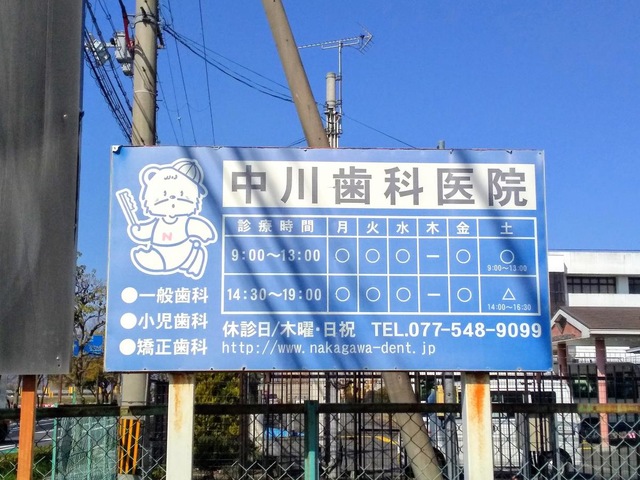 中川歯科医院
N
診療時間 月 火 水 木 金 土
9:00〜13:00 ○ ○ ○ ー ○ ○ 9:00〜13:00
14:30〜19:00 ○ ○ ○ ー ○ △ 14:00〜16:30
●一般歯科
●小児歯科
●矯正歯科
休診日/木曜・日祝 TEL.077-548-9099
http://www.nakagawa-dent.jp